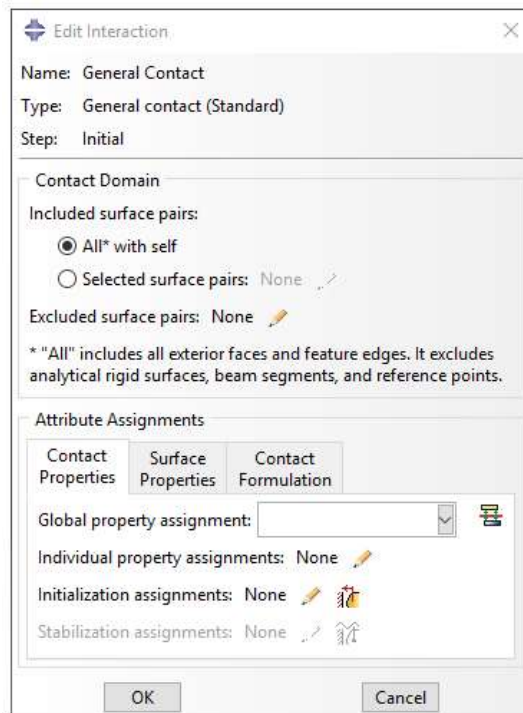 Edit Interaction
Name: General Contact
Type: General contact (Standard)
Step: Initial
Contact Domain
Included surface pairs:
All* with self
Selected surface pairs: None
Excluded surface pairs: None
* "All" includes all exterior faces and feature edges. It excludes
analytical rigid surfaces, beam segments, and reference points.
Attribute Assignments
Contact Properties
Surface Properties
Contact Formulation
Global property assignment:
Individual property assignments: None
Initialization assignments: None
Stabilization assignments: None
OK
Cancel